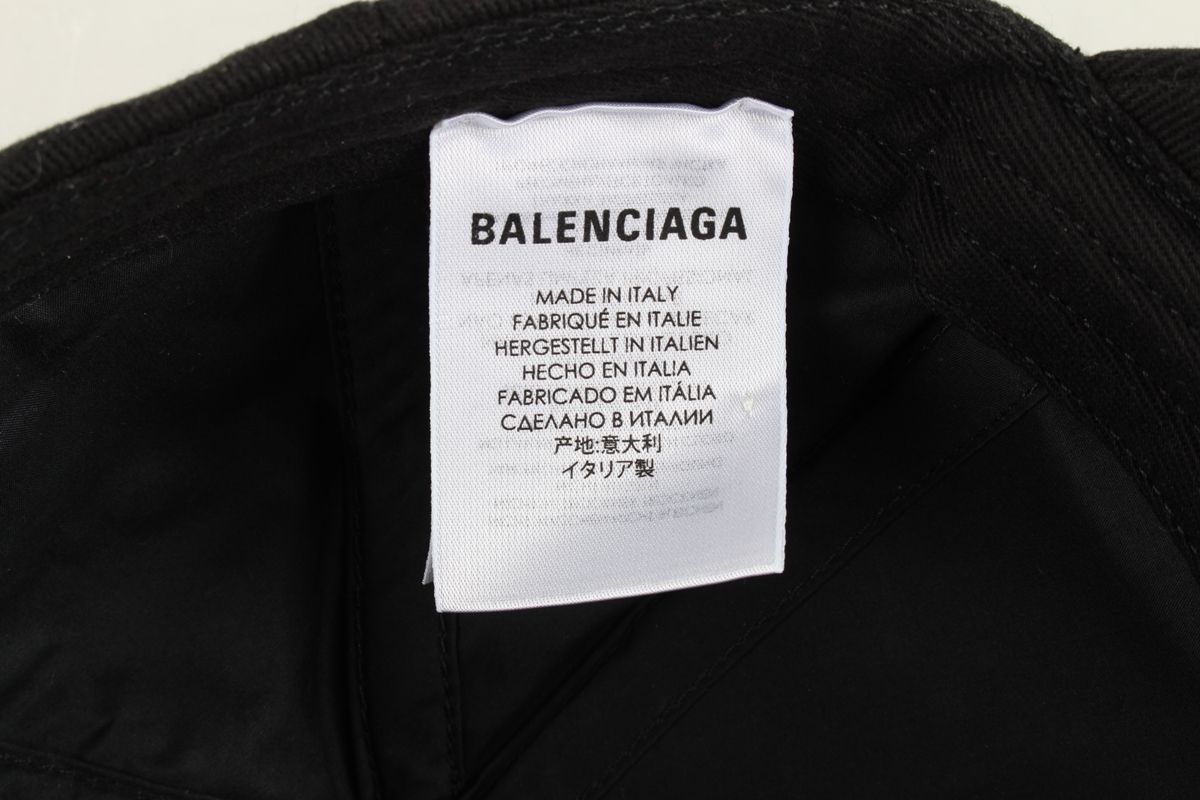 BALENCIAGA
MADE IN ITALY
FABRIQUÉ EN ITALIE
HERGESTELLT IN ITALIEN
HECHO EN ITALIA
FABRICADO EM ITÁLIA
СДЕЛАНО В ИТАЛИИ
产地:意大利
イタリア製